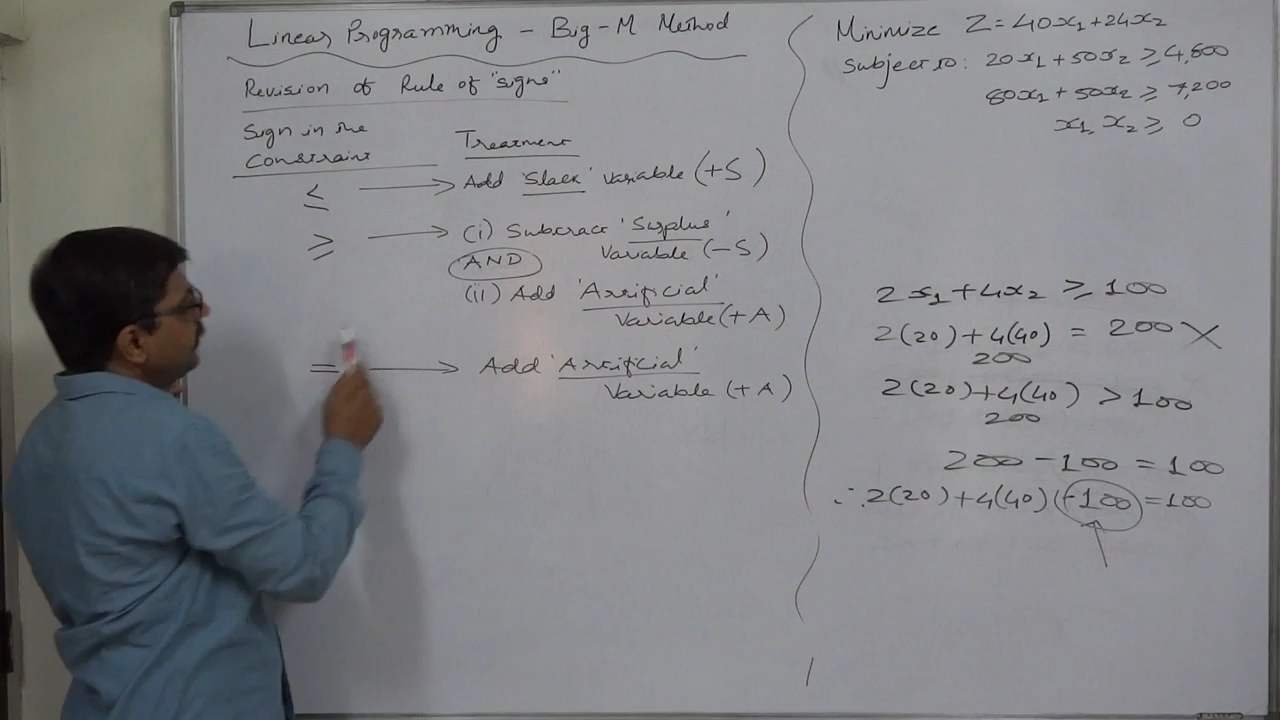 Linear Programming - Big-M Method
Revision of Rule of "signs"
Sign in the
Constraint
Treatment
≤ → Add 'Slack' variable (+S)
≥ → (i) Subtract 'Surplus'
Variable (-S)
AND
(ii) Add 'Artificial'
Variable (+A)
= → Add 'Artificial'
Variable (+A)
Minimize Z = 40x₁ + 24x₂
Subject to: 20x₁ + 50x₂ ≥ 4,800
80x₁ + 50x₂ ≥ 7,200
x₁, x₂ ≥ 0
2x₁ + 4x₂ ≥ 100
2(20) + 4(40) = 200 X
200
2(20) + 4(40) > 100
200
200 - 100 = 100
∴ 2(20) + 4(40) (-100) = 100